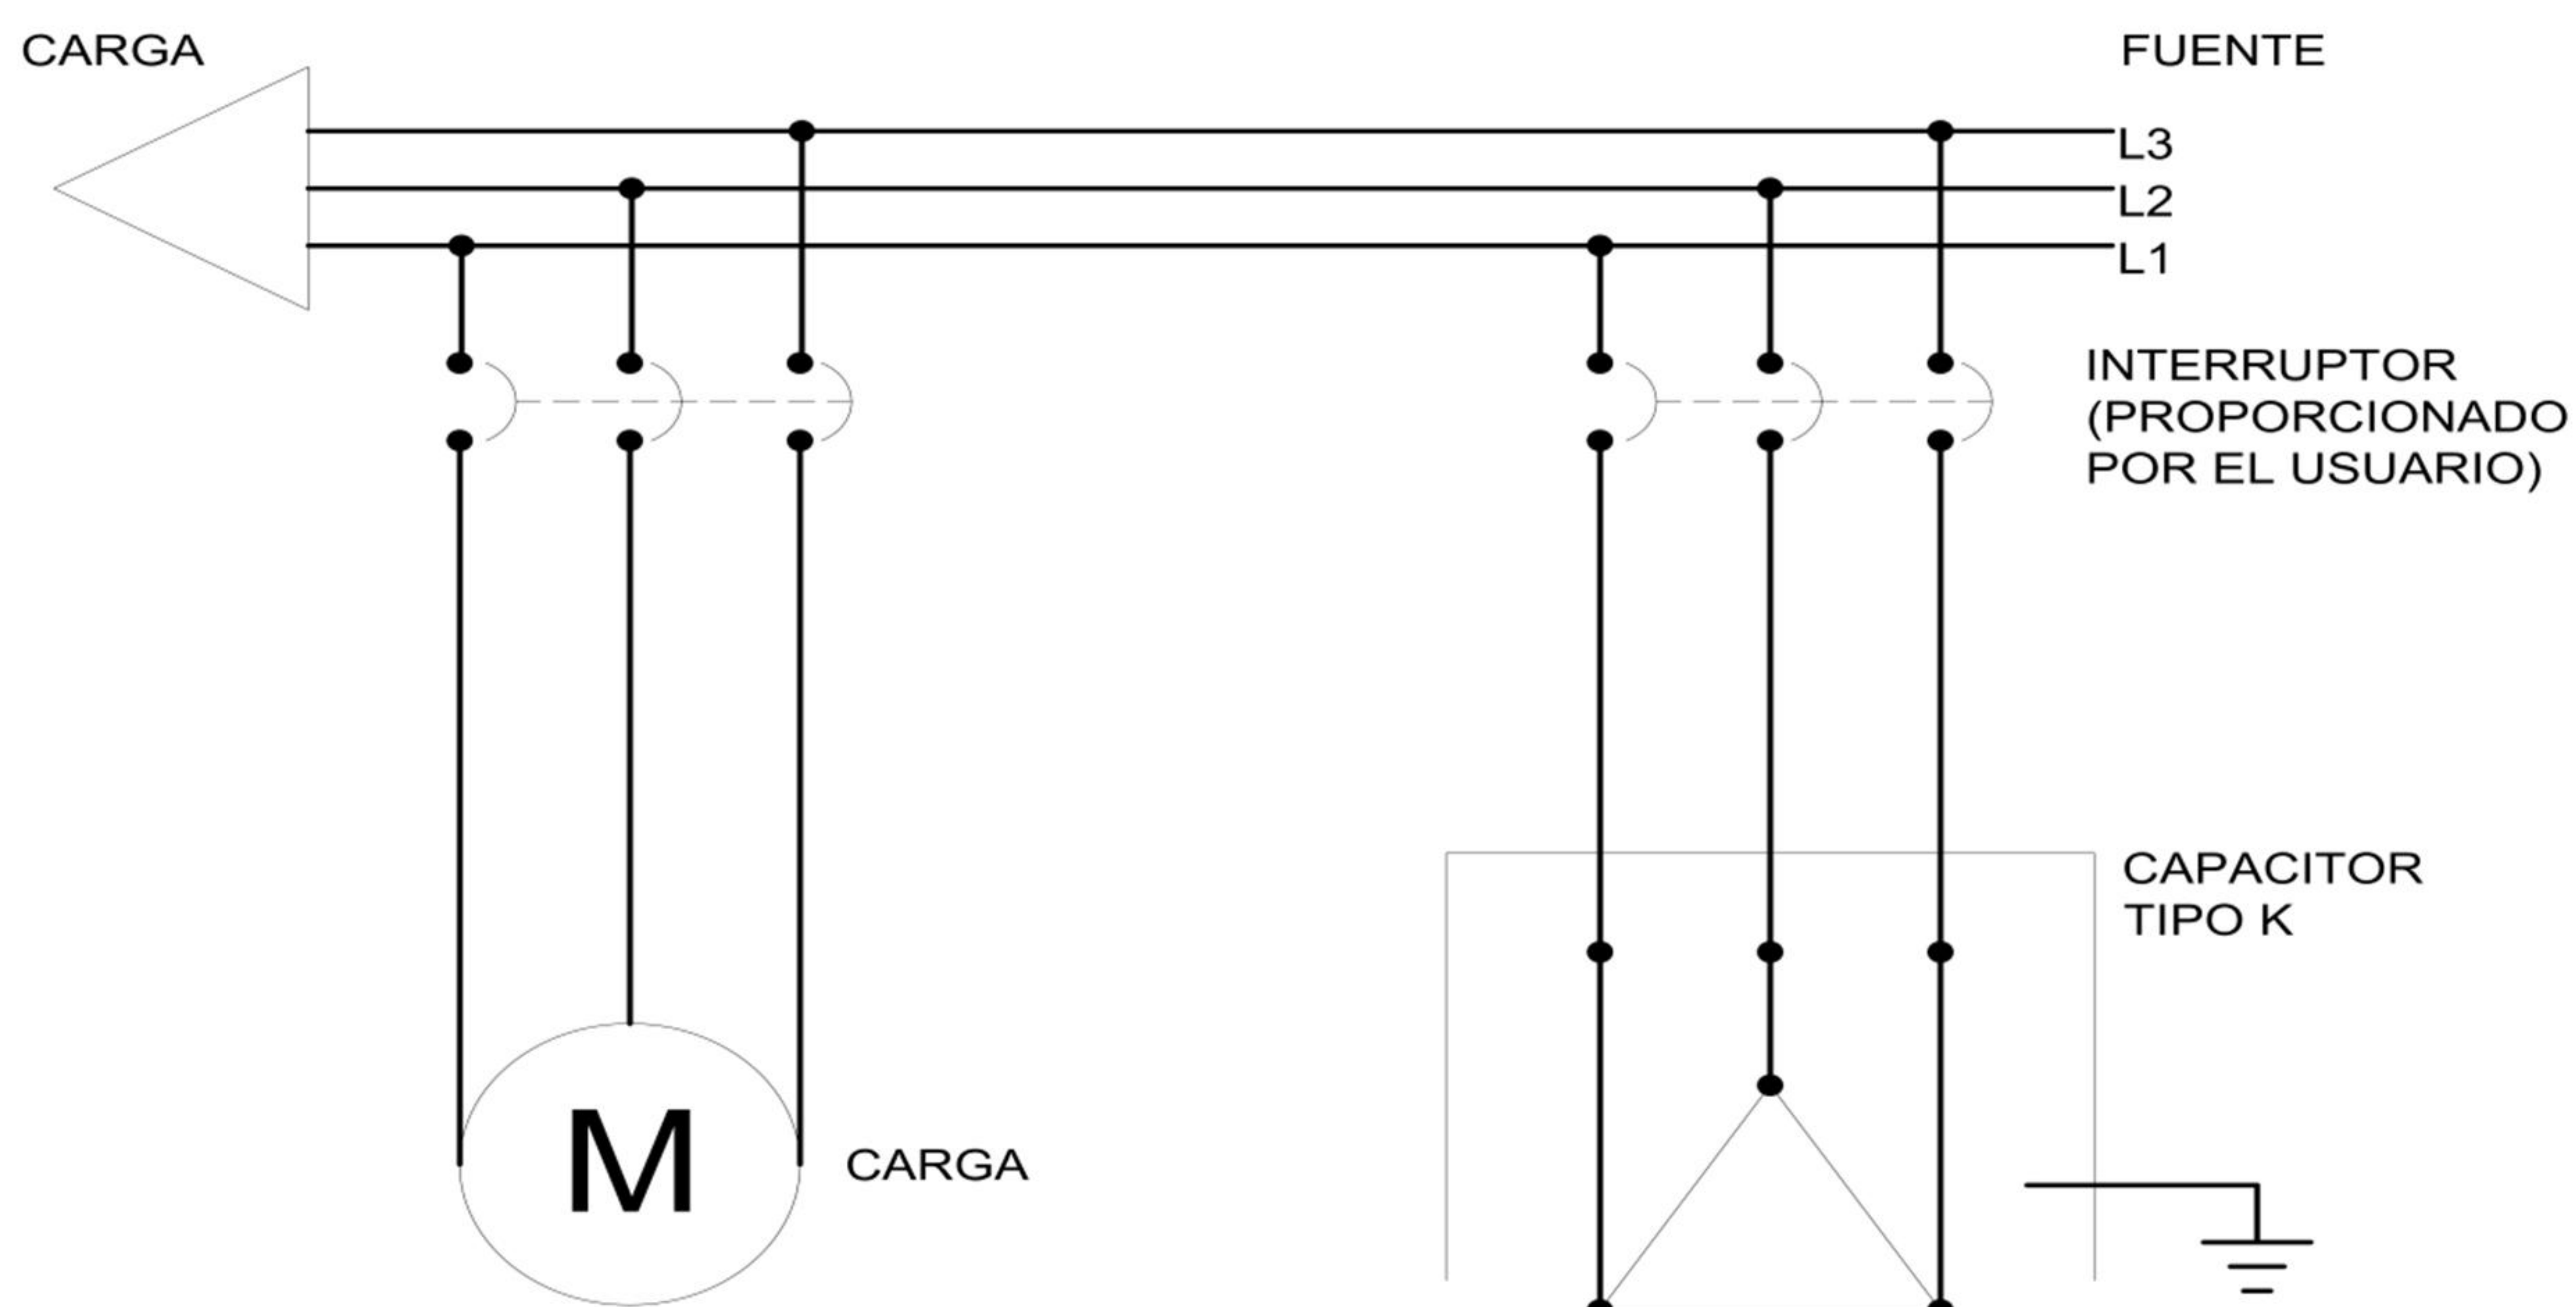 CARGA
FUENTE
L3
L2
L1
INTERRUPTOR
(PROPORCIONADO
POR EL USUARIO)
CAPACITOR
TIPO K
M
CARGA